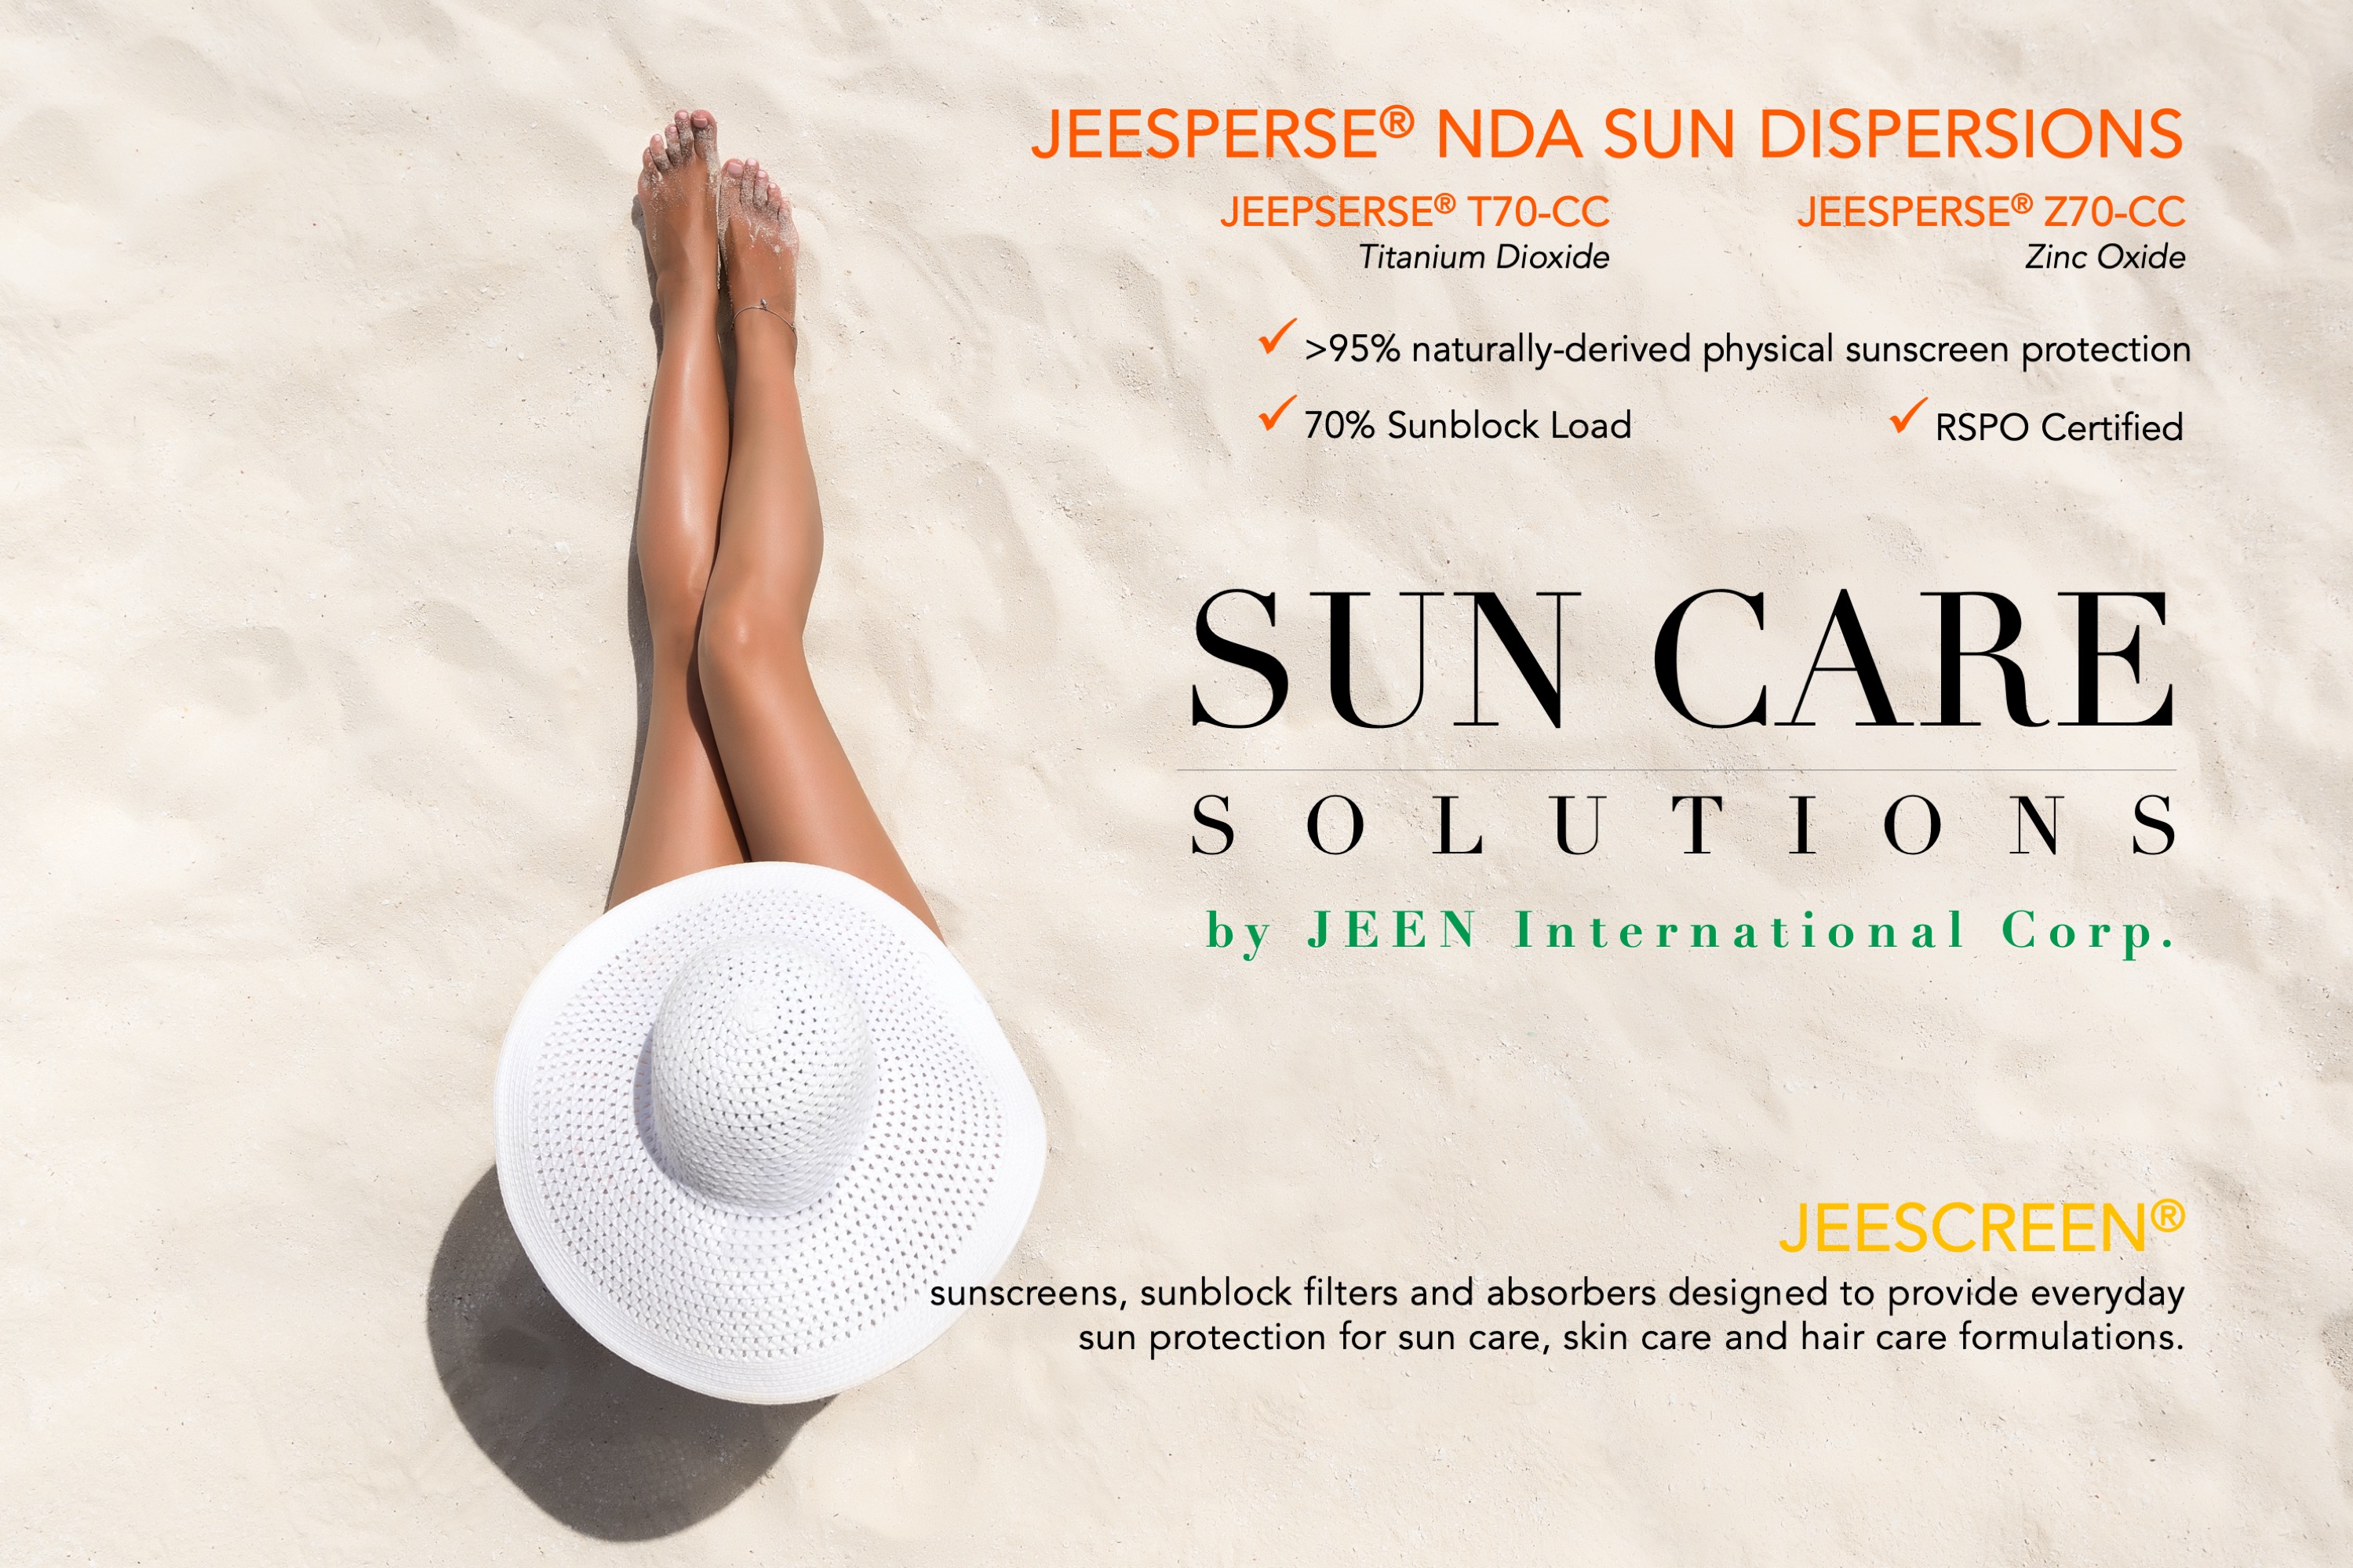 JEESPERSE® NDA SUN DISPERSIONS
JEEPSERSE® T70-CC
Titanium Dioxide
JEESPERSE® Z70-CC
Zinc Oxide
✓ >95% naturally-derived physical sunscreen protection
✓ 70% Sunblock Load
✓ RSPO Certified
SUN CARE
SOLUTIONS
by JEEN International Corp.
JEESCREEN®
sunscreens, sunblock filters and absorbers designed to provide everyday
sun protection for sun care, skin care and hair care formulations.